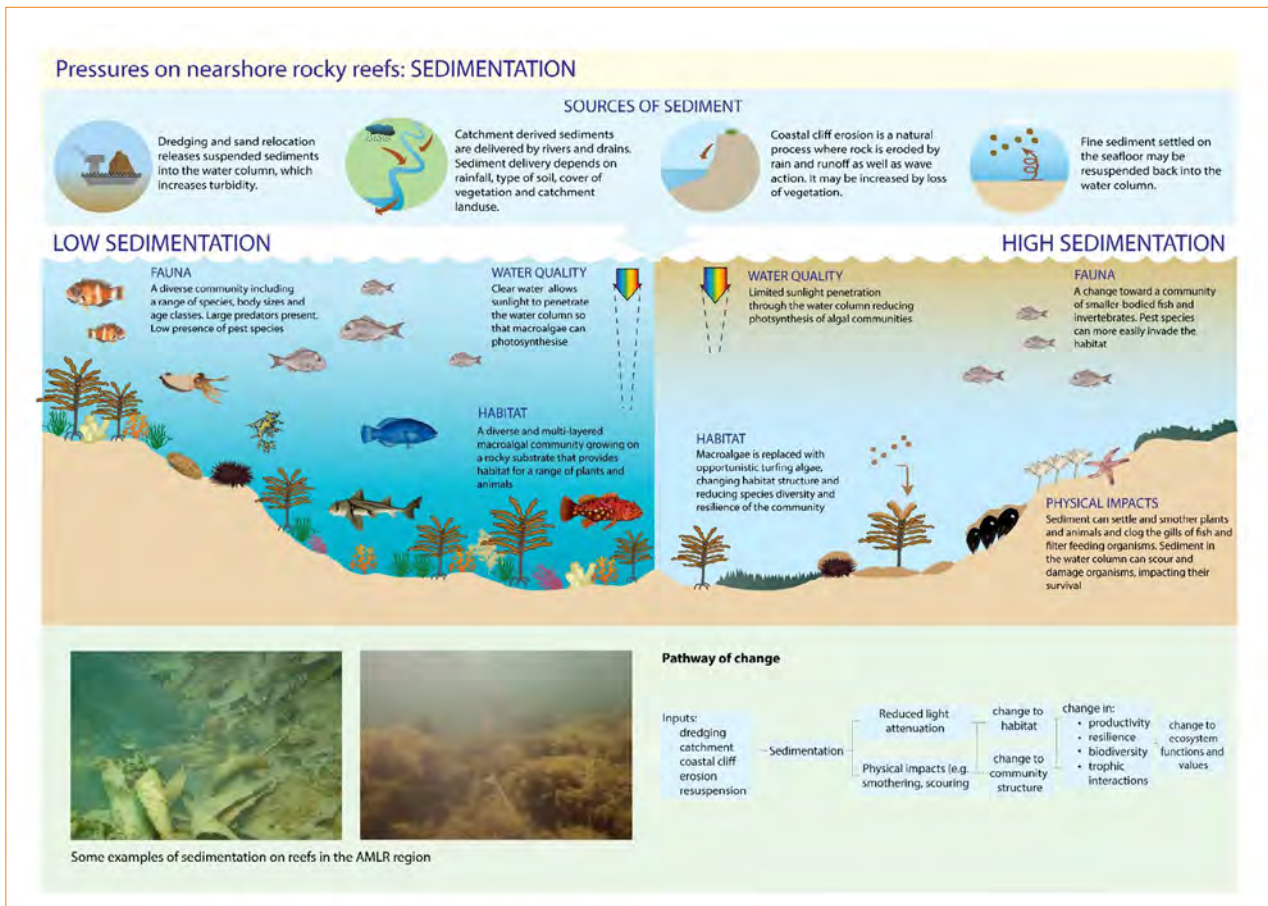 Pressures on nearshore rocky reefs: SEDIMENTATION
SOURCES OF SEDIMENT
Dredging and sand relocation
releases suspended sediments
into the water column, which
increases turbidity.
Catchment derived sediments
are delivered by rivers and drains.
Sediment delivery depends on
rainfall, type of soil, cover of
vegetation and catchment
landuse.
Coastal cliff erosion is a natural
process where rock is eroded by
rain and runoff as well as wave
action. It may be increased by loss
of vegetation.
Fine sediment settled on
the seafloor may be
resuspended back into the
water column.
LOW SEDIMENTATION
FAUNA
A diverse community including
a range of species, body sizes and
age classes. Large predators present.
Low presence of pest species
WATER QUALITY
Clear water allows
sunlight to penetrate
the water column so
that macroalgae can
photosynthesise
HABITAT
A diverse and multi-layered
macroalgal community growing on
a rocky substrate that provides
habitat for a range of plants and
animals
HIGH SEDIMENTATION
WATER QUALITY
Limited sunlight penetration
through the water column reducing
photsynthesis of algal communities
FAUNA
A change toward a community
of smaller bodied fish and
invertebrates. Pest species
can more easily invade the
habitat
HABITAT
Macroalgae is replaced with
opportunistic turfing algae,
changing habitat structure and
reducing species diversity and
resilience of the community
PHYSICAL IMPACTS
Sediment can settle and smother plants
and animals and clog the gills of fish and
filter feeding organisms. Sediment in
the water column can scour and
damage organisms, impacting their
survival
Some examples of sedimentation on reefs in the AMLR region
Pathway of change
Inputs:
dredging
catchment
coastal cliff
erosion
resuspension
Sedimentation
Reduced light
attenuation
Physical impacts (e.g.
smothering, scouring
change to
habitat
change to
community
structure
change in:
• productivity
• resilience
• biodiversity
• trophic
interactions
change to
ecosystem
functions and
values